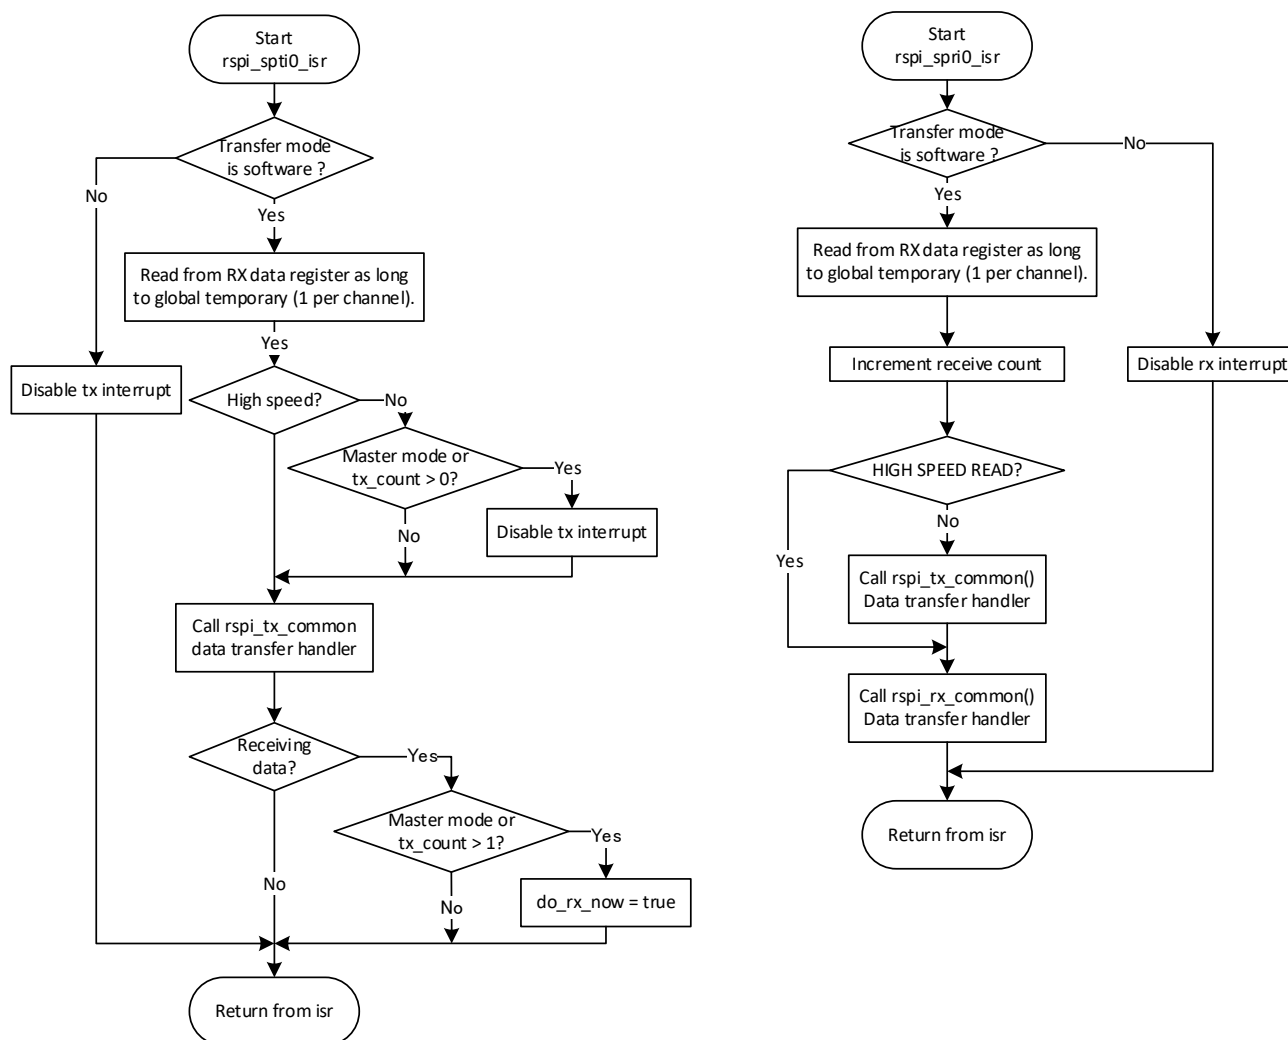 Start
rspi_spti0_isr
Transfer mode
is software ?
No
Yes
Read from RX data register as long
to global temporary (1 per channel).
Yes
Disable tx interrupt
High speed?
No
Master mode or
tx_count > 0?
Yes
No
Disable tx interrupt
Call rspi_tx_common
data transfer handler
Receiving
data?
Yes
Master mode or
tx_count > 1?
Yes
No
No
do_rx_now = true
Return from isr
Start
rspi_spri0_isr
Transfer mode
is software ?
No
Yes
Read from RX data register as long
to global temporary (1 per channel).
Increment receive count
Disable rx interrupt
HIGH SPEED READ?
No
Yes
Call rspi_tx_common()
Data transfer handler
Call rspi_rx_common()
Data transfer handler
Return from isr